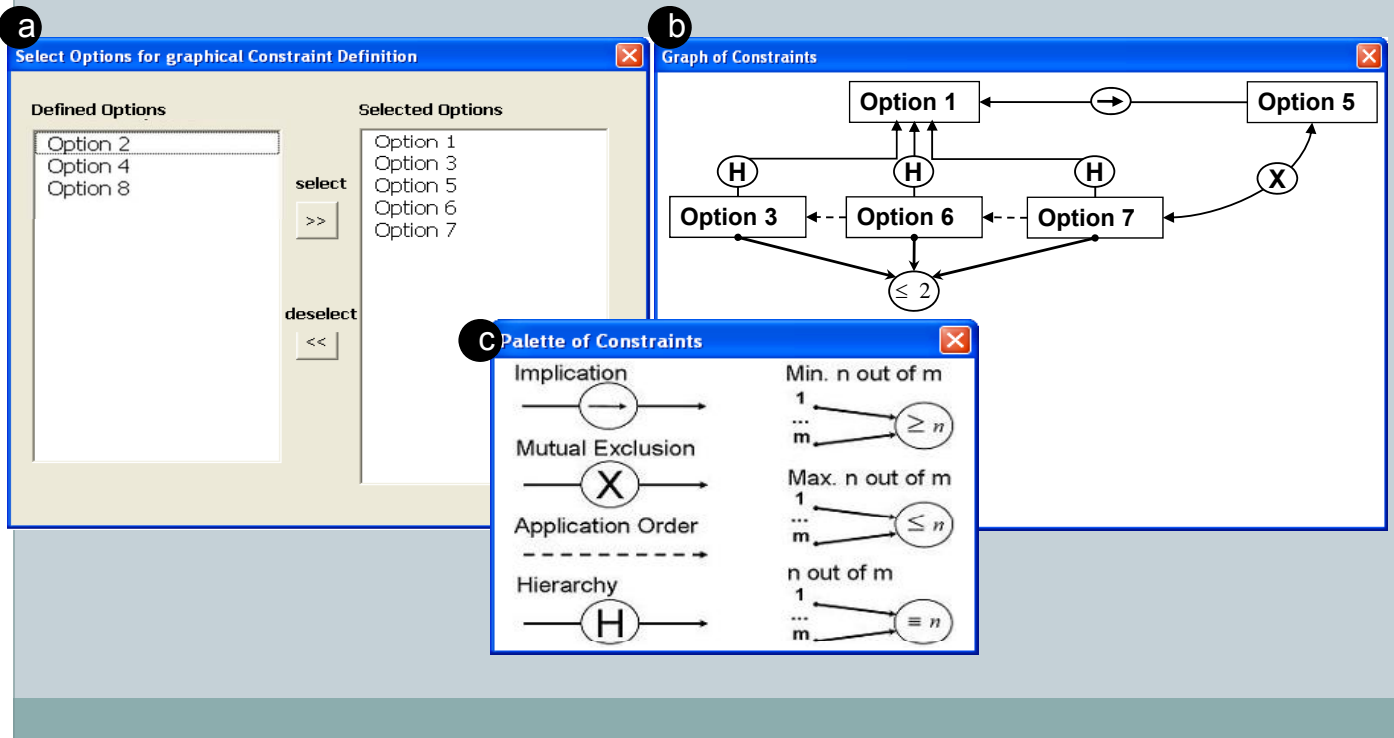 a
Select Options for graphical Constraint Definition
Defined Options
Option 2
Option 4
Option 8
select
>>
deselect
<<
Selected Options
Option 1
Option 3
Option 5
Option 6
Option 7
b
Graph of Constraints
Option 1
Option 5
H
H
H
X
Option 3
Option 6
Option 7
≤ 2
c
Palette of Constraints
Implication
Mutual Exclusion
X
Application Order
Hierarchy
H
Min. n out of m
1
...
m
≥ n
Max. n out of m
1
...
m
≤ n
n out of m
1
...
m
≡ n